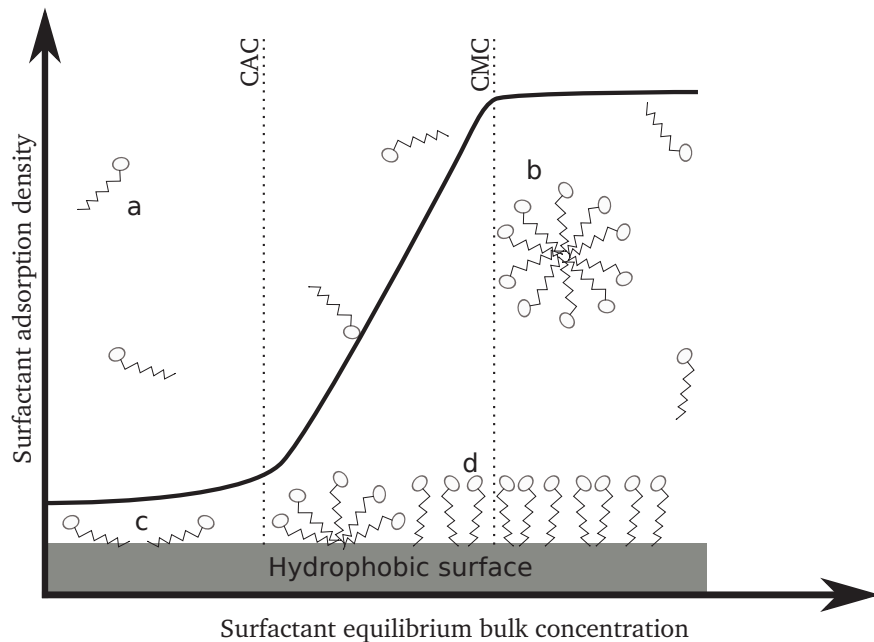 CAC
CMC
Surfactant adsorption density
a
b
c
d
Hydrophobic surface
Surfactant equilibrium bulk concentration